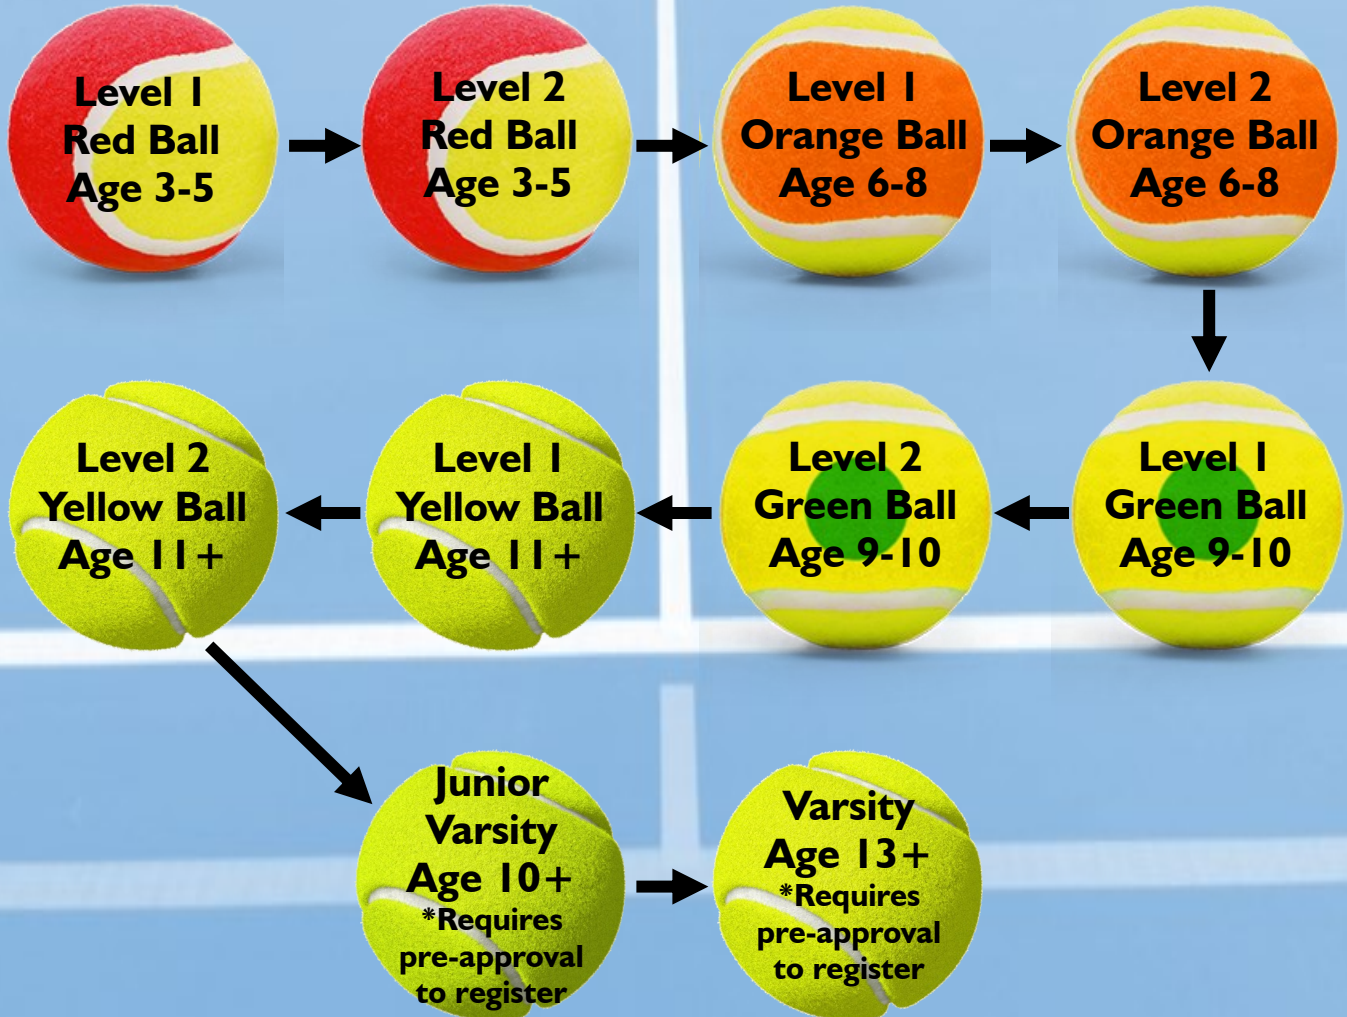 Level 1
Red Ball
Age 3-5
Level 2
Red Ball
Age 3-5
Level 1
Orange Ball
Age 6-8
Level 2
Orange Ball
Age 6-8
Level 1
Green Ball
Age 9-10
Level 2
Green Ball
Age 9-10
Level 1
Yellow Ball
Age 11+
Level 2
Yellow Ball
Age 11+
Junior
Varsity
Age 10+
*Requires
pre-approval
to register
Varsity
Age 13+
*Requires
pre-approval
to register